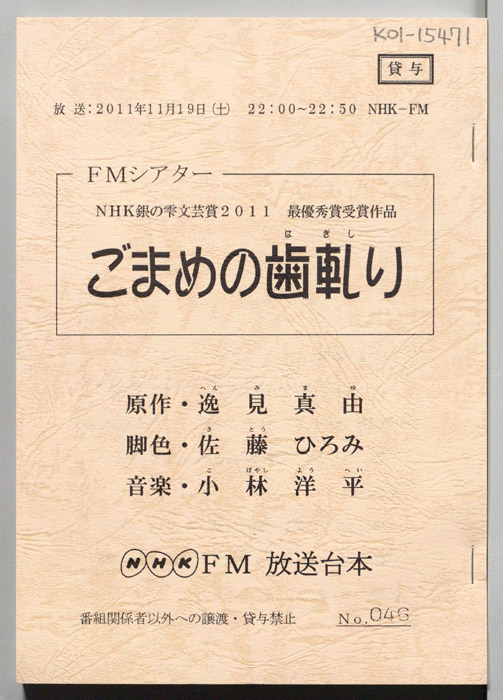 K01-15471
貸与
放送:2011年11月19日(土) 22:00~22:50 NHK-FM
FMシアター
NHK銀の雫文芸賞2011 最優秀賞受賞作品
はぎし
ごまめの歯軋り
へんみまゆ
原作・逸見真由
さとう
脚色・佐藤ひろみ
こばやしようへい
音楽・小林洋平
NHK FM 放送台本
番組関係者以外への譲渡・貸与禁止 No.046